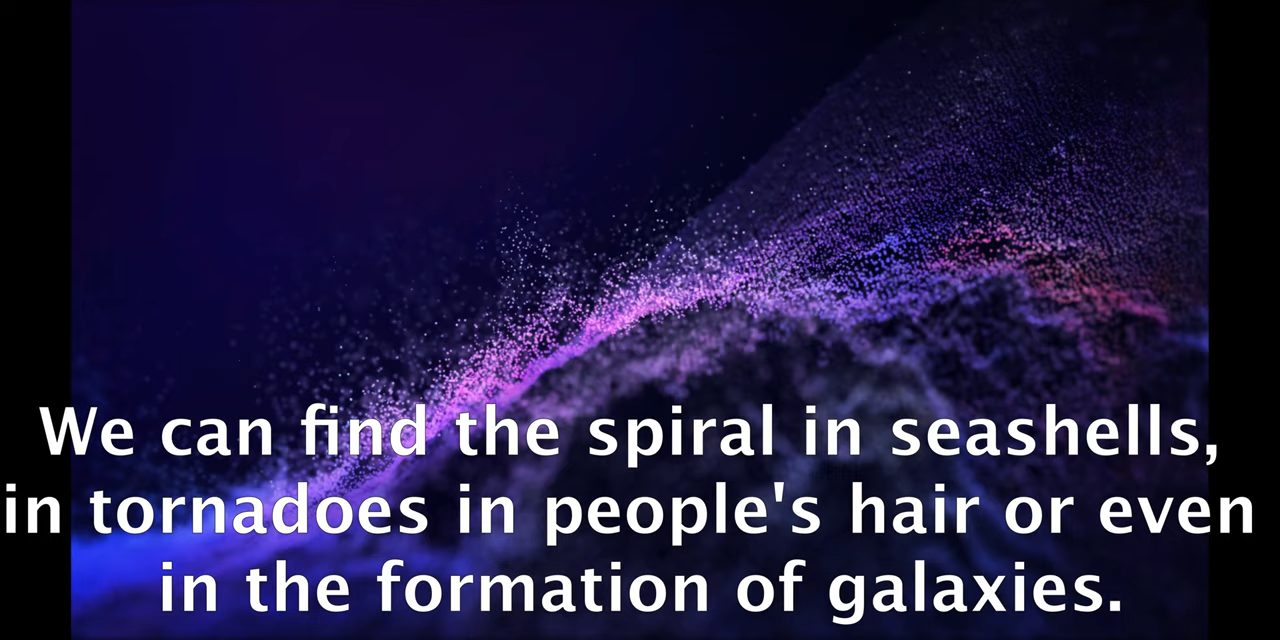 We can find the spiral in seashells,
in tornadoes in people's hair or even
in the formation of galaxies.